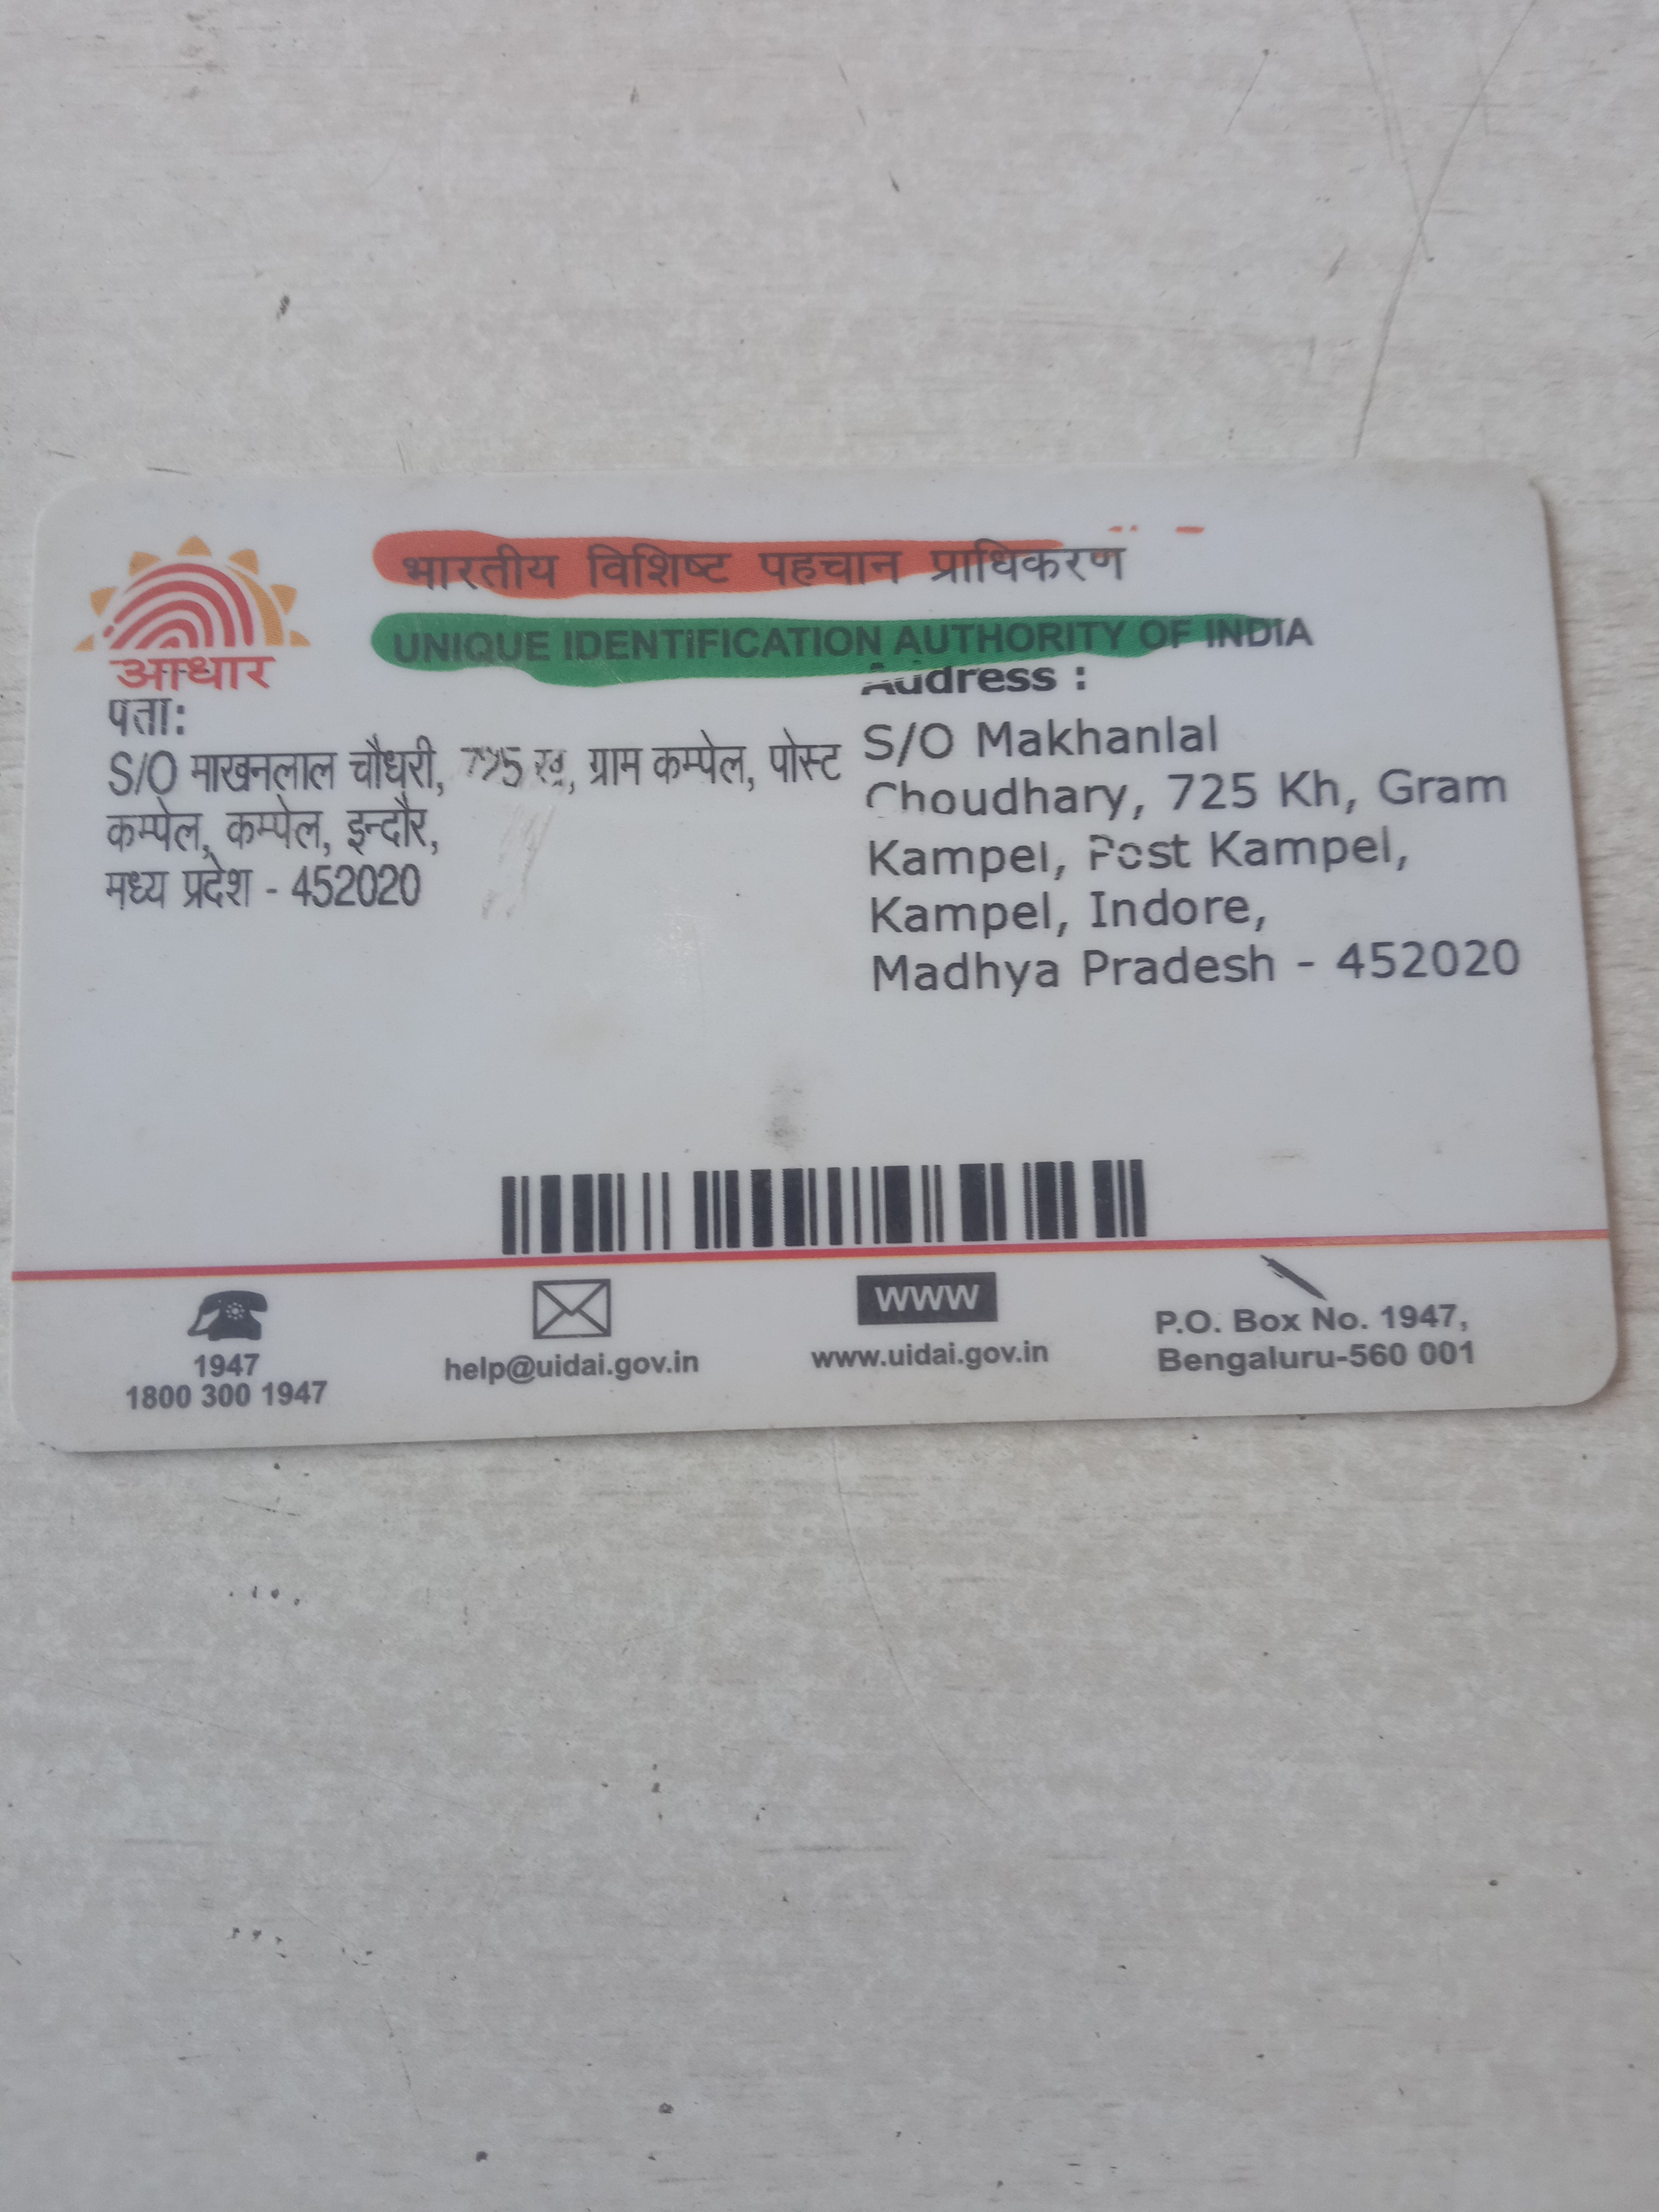 भारतीय विशिष्ट पहचान प्राधिकरण
UNIQUE IDENTIFICATION AUTHORITY OF INDIA
आधार
पता:
S/O माखनलाल चौधरी, ग्राम कम्पेल, पोस्ट
कम्पेल, कम्पेल, इन्दौर,
मध्य प्रदेश - 452020
Address :
S/O Makhanlal
Choudhary, 725 Kh, Gram
Kampel, Post Kampel,
Kampel, Indore,
Madhya Pradesh - 452020
1947
1800 300 1947
help@uidai.gov.in
WWW
www.uidai.gov.in
P.O. Box No. 1947,
Bengaluru-560 001